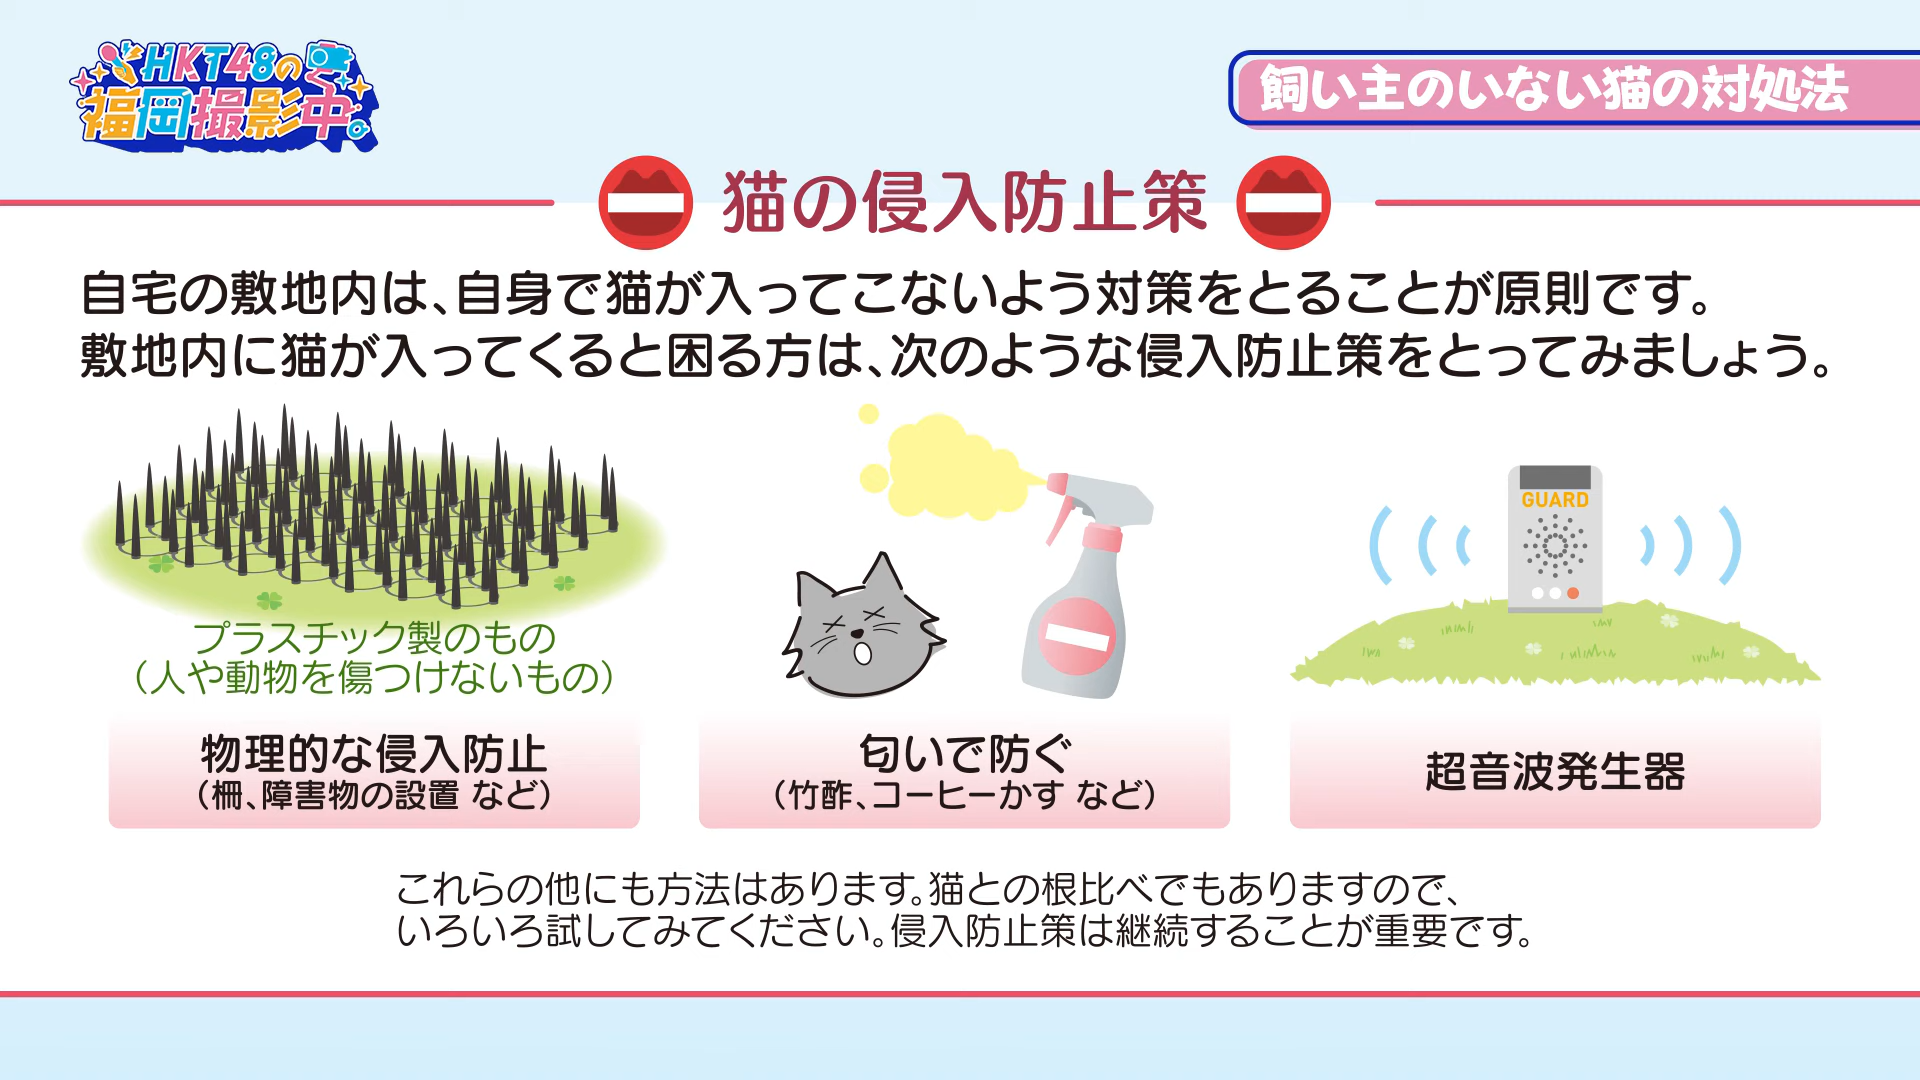 HKT48の
福岡撮影中。
飼い主のいない猫の対処法
猫の侵入防止策
自宅の敷地内は、自身で猫が入ってこないよう対策をとることが原則です。
敷地内に猫が入ってくると困る方は、次のような侵入防止策をとってみましょう。
GUARD
プラスチック製のもの
（人や動物を傷つけないもの）
物理的な侵入防止
（柵、障害物の設置 など）
匂いで防ぐ
（竹酢、コーヒーかす など）
超音波発生器
これらの他にも方法はあります。猫との根比べでもありますので、
いろいろ試してみてください。侵入防止策は継続することが重要です。